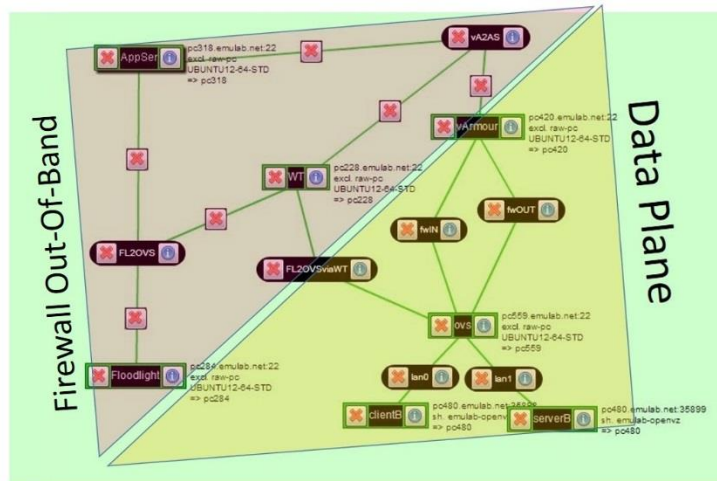 AppSer
pc318.emulab.net:22
excl. raw-pc
UBUNTU12-64-STD
=> pc318
vA2AS
vArmour
pc420.emulab.net:22
excl. raw-pc
UBUNTU12-64-STD
=> pc420
WT
pc228.emulab.net:22
excl. raw-pc
UBUNTU12-64-STD
=> pc228
fwIN
fwOUT
FL2OVS
FL2OVSviaWT
ovs
pc559.emulab.net:22
excl. raw-pc
UBUNTU12-64-STD
=> pc559
Floodlight
pc284.emulab.net:22
excl. raw-pc
UBUNTU12-64-STD
=> pc284
lan0
lan1
clientB
pc480.emulab.net:35898
sh. emulab-openvz
=> pc480
serverB
pc480.emulab.net:35899
sh. emulab-openvz
=> pc480
Firewall Out-Of-Band
Data Plane